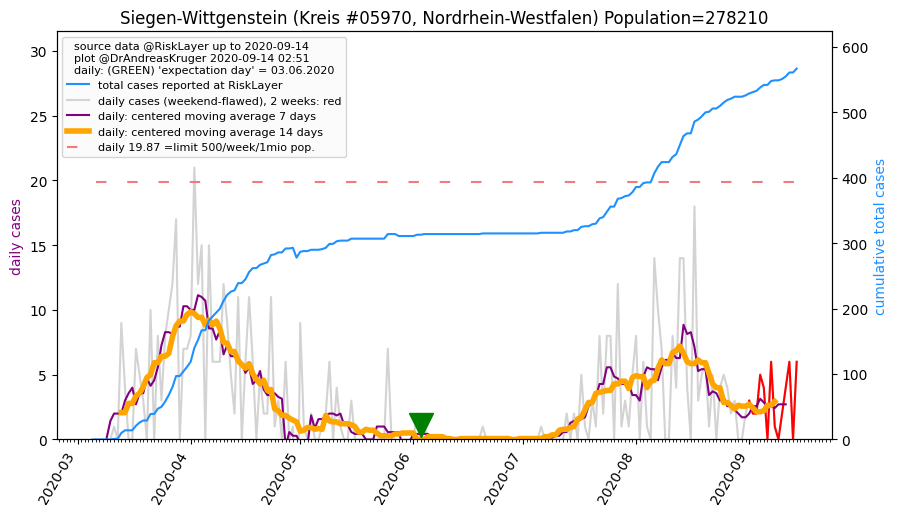 Siegen-Wittgenstein (Kreis #05970, Nordrhein-Westfalen) Population=278210
source data @RiskLayer up to 2020-09-14
plot @DrAndreasKruger 2020-09-14 02:51
daily: (GREEN) 'expectation day' = 03.06.2020
total cases reported at RiskLayer
daily cases (weekend-flawed), 2 weeks: red
daily: centered moving average 7 days
daily: centered moving average 14 days
daily 19.87 =limit 500/week/1mio pop.
daily cases
30
25
20
15
10
5
0
cumulative total cases
600
500
400
300
200
100
0
2020-03
2020-04
2020-05
2020-06
2020-07
2020-08
2020-09